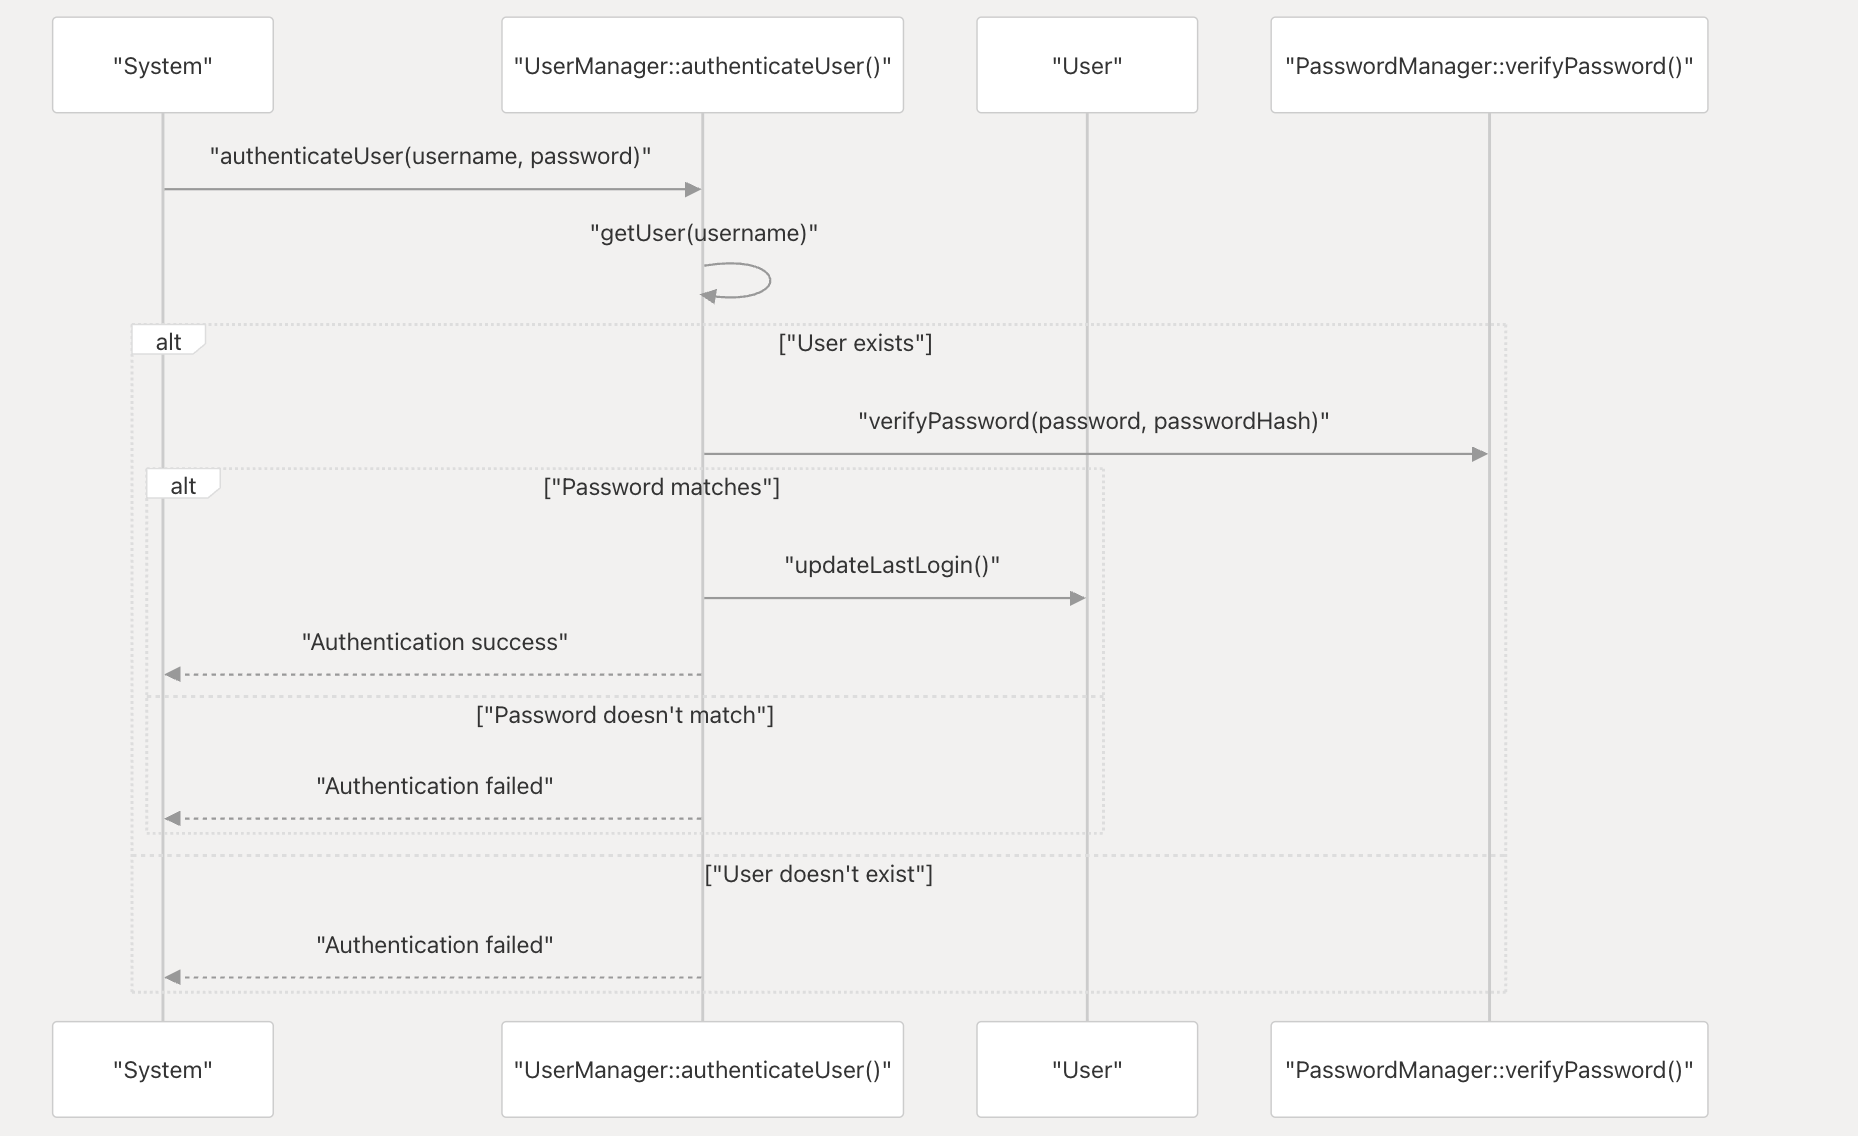 "System"
"UserManager::authenticateUser()"
"User"
"PasswordManager::verifyPassword()"
"authenticateUser(username, password)"
"getUser(username)"
alt
["User exists"]
"verifyPassword(password, passwordHash)"
alt
["Password matches"]
"updateLastLogin()"
"Authentication success"
["Password doesn't match"]
"Authentication failed"
["User doesn't exist"]
"Authentication failed"
"System"
"UserManager::authenticateUser()"
"User"
"PasswordManager::verifyPassword()"